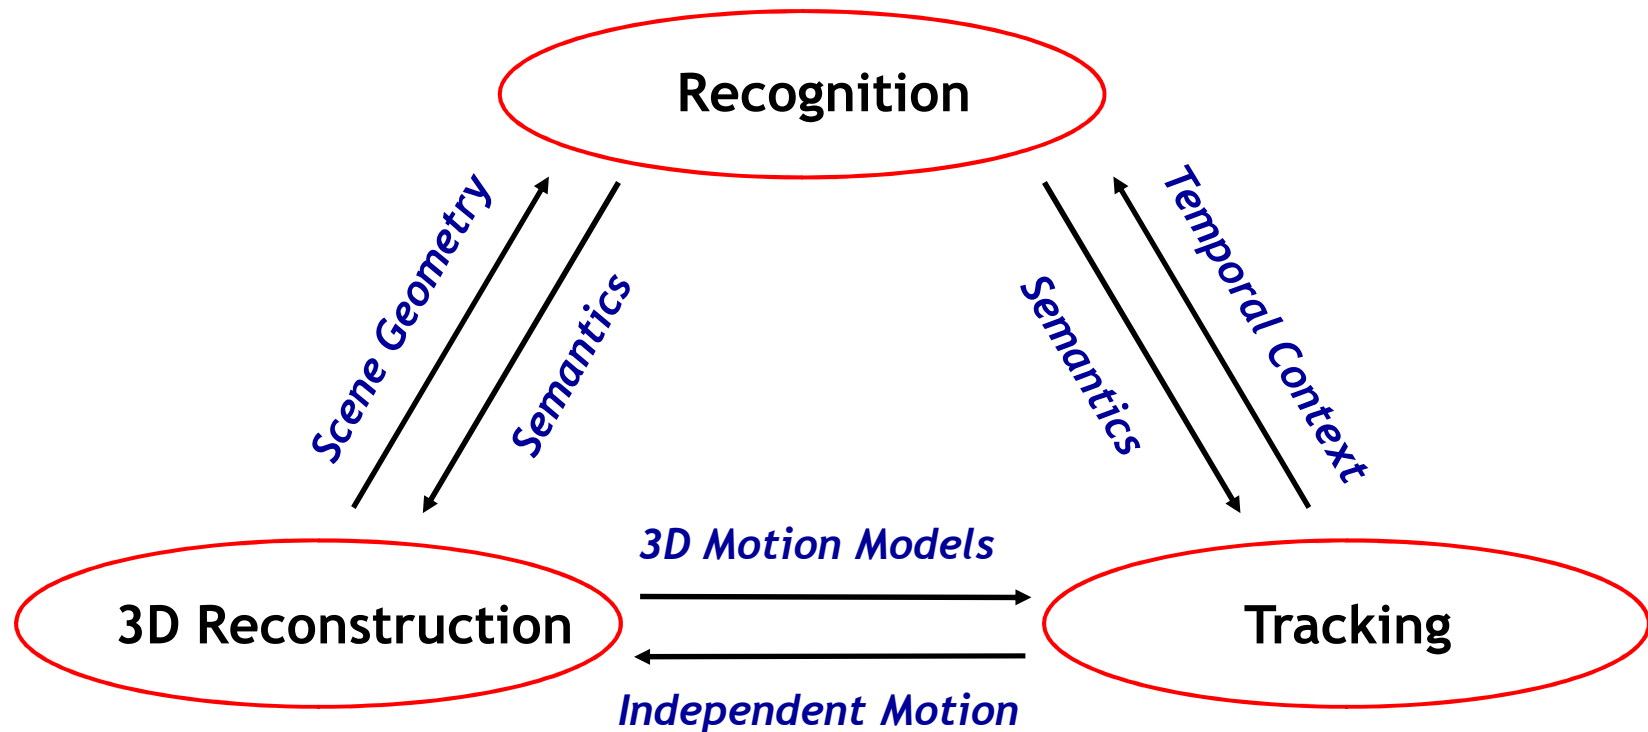 Recognition
Scene Geometry
Semantics
Semantics
Temporal Context
3D Motion Models
3D Reconstruction
Tracking
Independent Motion